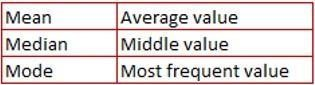 Mean Average value
Median Middle value
Mode Most frequent value